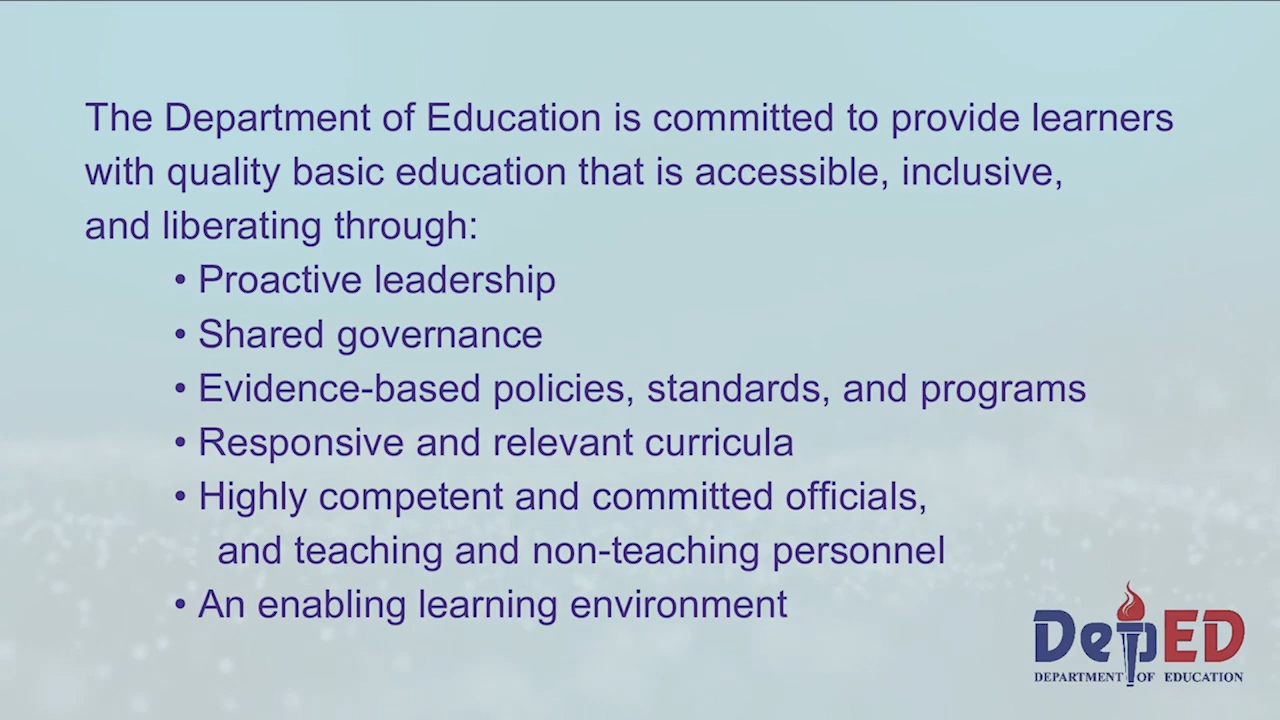 The Department of Education is committed to provide learners
with quality basic education that is accessible, inclusive,
and liberating through:
• Proactive leadership
• Shared governance
• Evidence-based policies, standards, and programs
• Responsive and relevant curricula
• Highly competent and committed officials,
and teaching and non-teaching personnel
• An enabling learning environment
DepED
DEPARTMENT OF EDUCATION